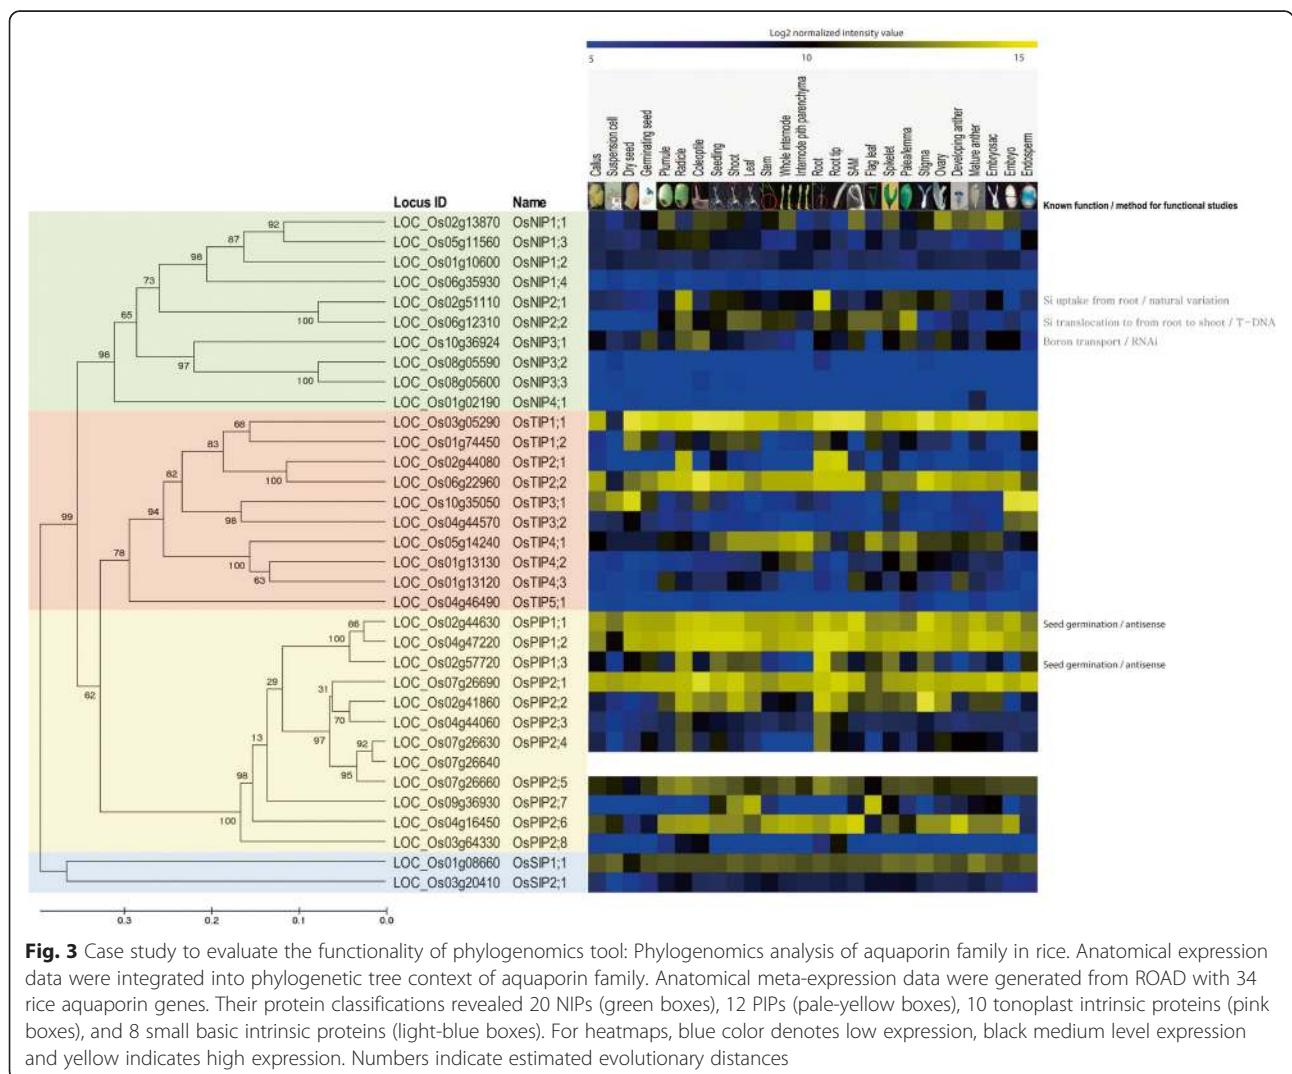 Log2 normalized intensity value
5 10 15
Callus
Suspension cell
Dry seed
Germinating seed
Plumule
Radicle
Coleoptile
Seeding
Shoot
Leaf
Stem
Whole internode
Internode pith parenchyma
Root
Root tip
SAM
Flag leaf
Spikelet
Palea/lemma
Stigma
Ovary
Developing anther
Mature anther
Embryosac
Embryo
Endosperm
Locus ID Name Known function / method for functional studies
LOC_Os02g13870 OsNIP1;1
LOC_Os05g11560 OsNIP1;3
LOC_Os01g10600 OsNIP1;2
LOC_Os06g35930 OsNIP1;4
LOC_Os02g51110 OsNIP2;1 Si uptake from root / natural variation
LOC_Os06g12310 OsNIP2;2 Si translocation to from root to shoot / T-DNA
LOC_Os10g36924 OsNIP3;1 Boron transport / RNAi
LOC_Os08g05590 OsNIP3;2
LOC_Os08g05600 OsNIP3;3
LOC_Os01g02190 OsNIP4;1
LOC_Os03g05290 OsTIP1;1
LOC_Os01g74450 OsTIP1;2
LOC_Os02g44080 OsTIP2;1
LOC_Os06g22960 OsTIP2;2
LOC_Os10g35050 OsTIP3;1
LOC_Os04g44570 OsTIP3;2
LOC_Os05g14240 OsTIP4;1
LOC_Os01g13130 OsTIP4;2
LOC_Os01g13120 OsTIP4;3
LOC_Os04g46490 OsTIP5;1
LOC_Os02g44630 OsPIP1;1 Seed germination / antisense
LOC_Os04g47220 OsPIP1;2
LOC_Os02g57720 OsPIP1;3 Seed germination / antisense
LOC_Os07g26690 OsPIP2;1
LOC_Os02g41860 OsPIP2;2
LOC_Os04g44060 OsPIP2;3
LOC_Os07g26630 OsPIP2;4
LOC_Os07g26640
LOC_Os07g26660 OsPIP2;5
LOC_Os09g36930 OsPIP2;7
LOC_Os04g16450 OsPIP2;6
LOC_Os03g64330 OsPIP2;8
LOC_Os01g08660 OsSIP1;1
LOC_Os03g20410 OsSIP2;1
92
87
98
73
100
65
97
98
100
68
83
100
82
98
94
99
78
100
63
86
100
29
31
62
70
97
13
92
95
98
100
0.3 0.2 0.1 0.0
Fig. 3 Case study to evaluate the functionality of phylogenomics tool: Phylogenomics analysis of aquaporin family in rice. Anatomical expression
data were integrated into phylogenetic tree context of aquaporin family. Anatomical meta-expression data were generated from ROAD with 34
rice aquaporin genes. Their protein classifications revealed 20 NIPs (green boxes), 12 PIPs (pale-yellow boxes), 10 tonoplast intrinsic proteins (pink
boxes), and 8 small basic intrinsic proteins (light-blue boxes). For heatmaps, blue color denotes low expression, black medium level expression
and yellow indicates high expression. Numbers indicate estimated evolutionary distances